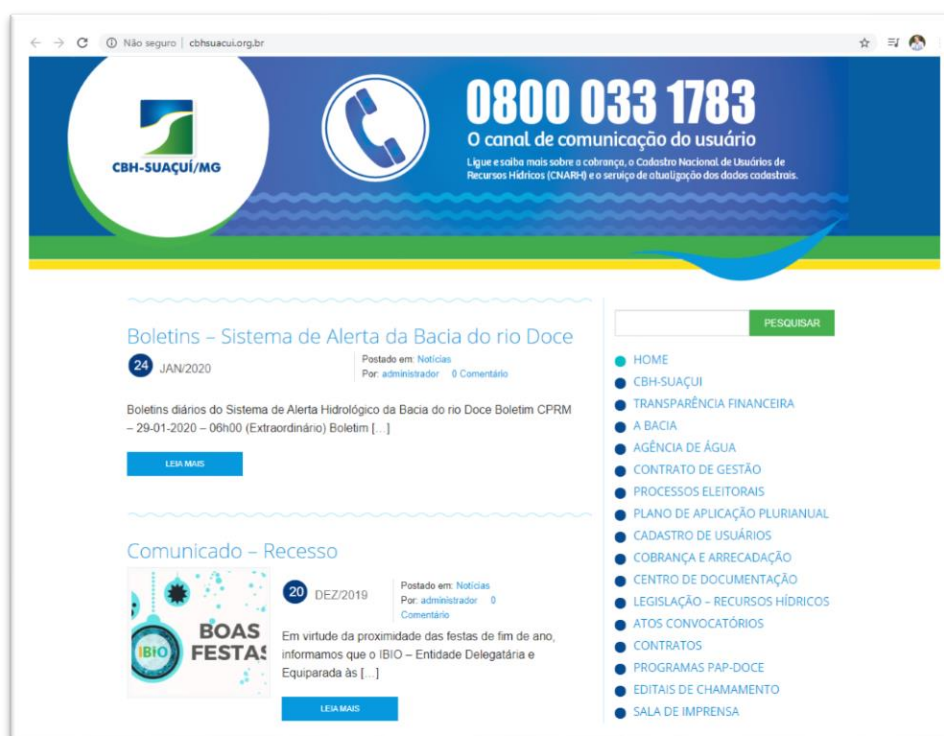 Não seguro | cbhsuacui.org.br
CBH-SUAÇUÍ/MG
0800 033 1783
O canal de comunicação do usuário
Ligue e saiba mais sobre a cobrança, o Cadastro Nacional de Usuários de
Recursos Hídricos (CNARH) e o serviço de atualização dos dados cadastrais.
Boletins – Sistema de Alerta da Bacia do rio Doce
24 JAN/2020
Postado em: Notícias
Por: administrador 0 Comentário
Boletins diários do Sistema de Alerta Hidrológico da Bacia do rio Doce Boletim CPRM
– 29-01-2020 – 06h00 (Extraordinário) Boletim [...]
LEIA MAIS
Comunicado – Recesso
IBIO
BOAS
FESTAS
20 DEZ/2019
Postado em: Notícias
Por: administrador 0
Comentário
Em virtude da proximidade das festas de fim de ano,
informamos que o IBIO – Entidade Delegatária e
Equiparada às [...]
LEIA MAIS
PESQUISAR
HOME
CBH-SUAÇUI
TRANSPARÊNCIA FINANCEIRA
A BACIA
AGÊNCIA DE ÁGUA
CONTRATO DE GESTÃO
PROCESSOS ELEITORAIS
PLANO DE APLICAÇÃO PLURIANUAL
CADASTRO DE USUÁRIOS
COBRANÇA E ARRECADAÇÃO
CENTRO DE DOCUMENTAÇÃO
LEGISLAÇÃO – RECURSOS HÍDRICOS
ATOS CONVOCATÓRIOS
CONTRATOS
PROGRAMAS PAP-DOCE
EDITAIS DE CHAMAMENTO
SALA DE IMPRENSA